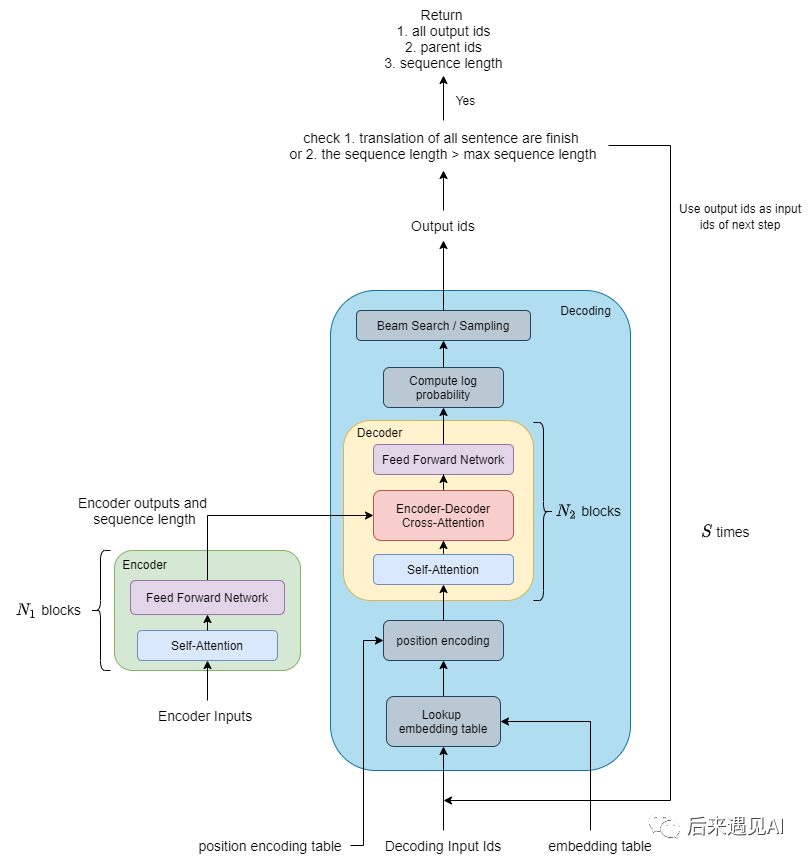 Return
1. all output ids
2. parent ids
3. sequence length
Yes
check 1. translation of all sentence are finish
or 2. the sequence length > max sequence length
Use output ids as input
ids of next step
Output ids
Decoding
Beam Search / Sampling
Compute log
probability
Decoder
Feed Forward Network
Encoder-Decoder
Cross-Attention
N₂ blocks
Self-Attention
Encoder outputs and
sequence length
S times
Encoder
Feed Forward Network
N₁ blocks
Self-Attention
Encoder Inputs
position encoding
Lookup
embedding table
position encoding table
Decoding Input Ids
embedding table
后来遇见AI